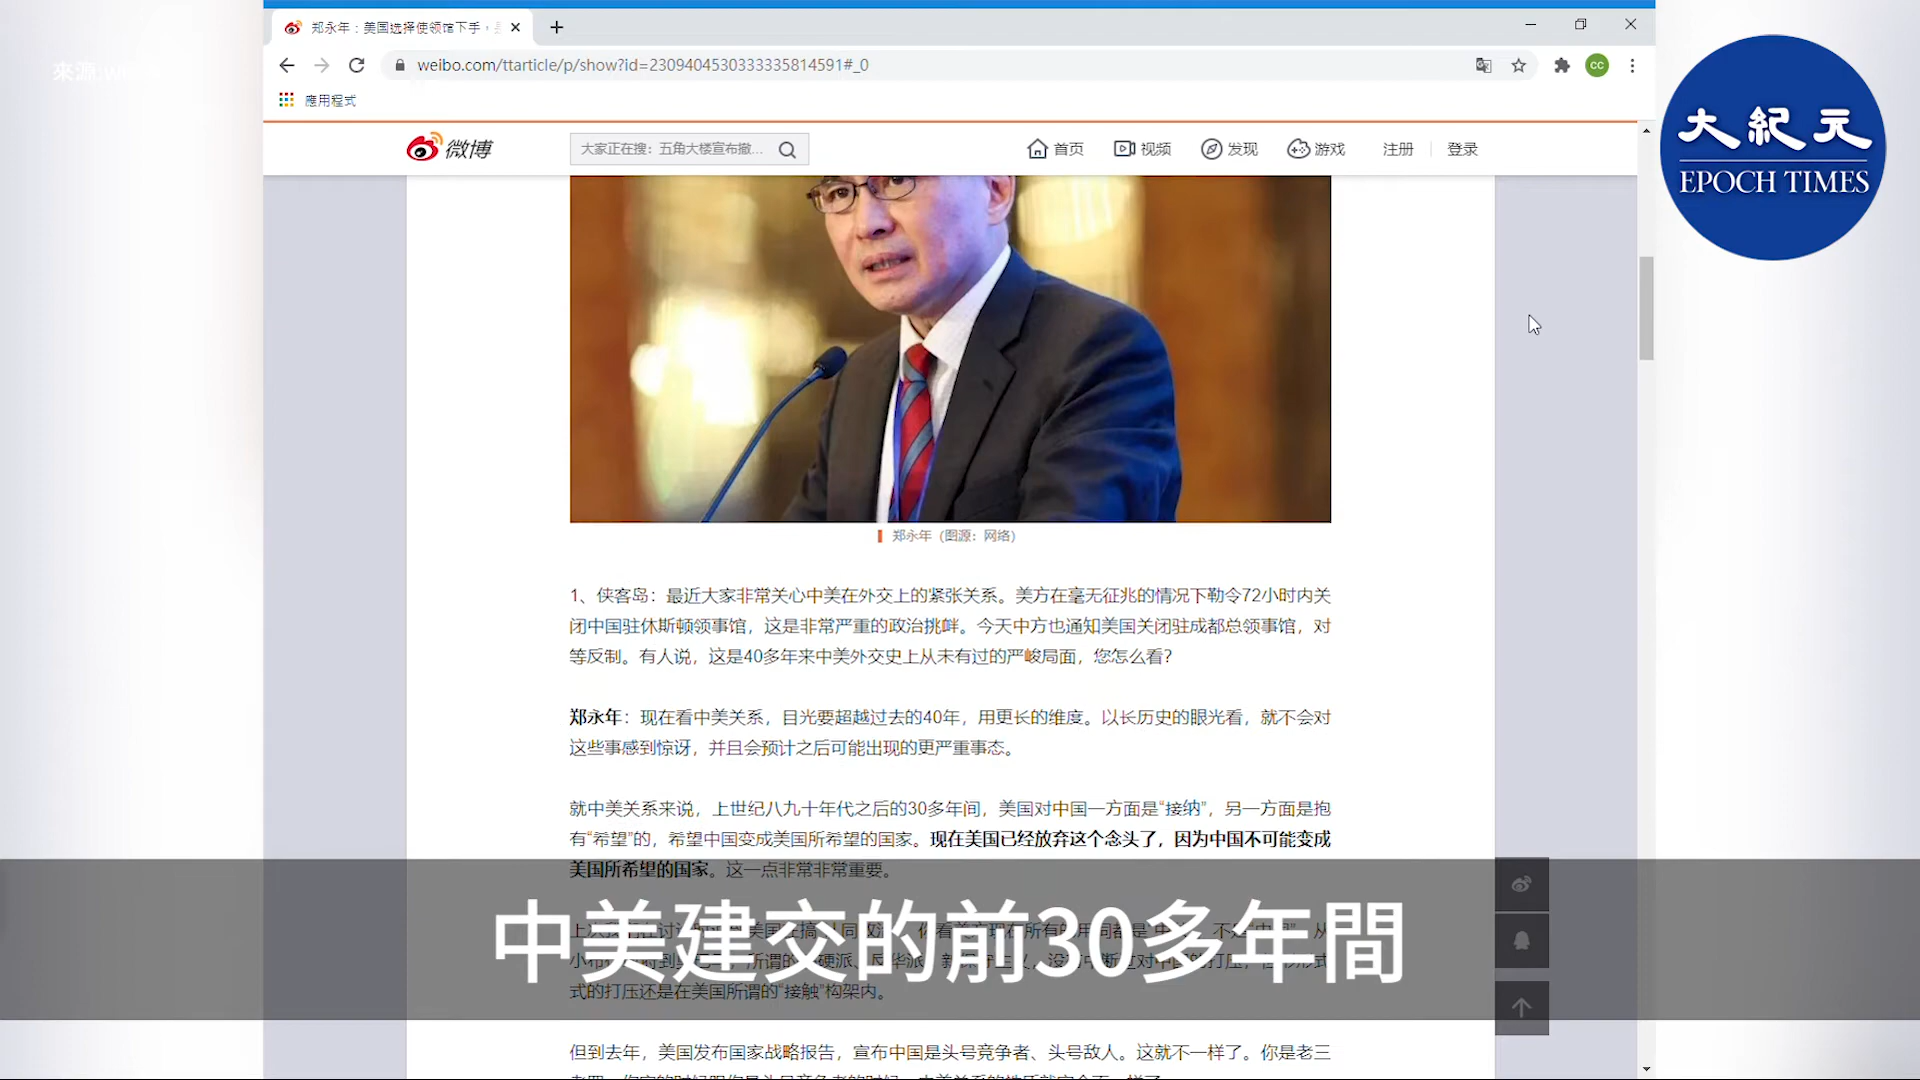 郑永年：美国选择使领馆下手，
weibo.com/ttarticle/p/show?id=2309404530333335814591#_0
CC
應用程式
來源:
大紀元
EPOCH TIMES
微博
大家正在搜：五角大楼宣布撤...
首页
视频
发现
游戏
注册
登录
郑永年（图源：网络）
1、侠客岛：最近大家非常关心中美在外交上的紧张关系。美方在毫无征兆的情况下勒令72小时内关
闭中国驻休斯顿领事馆，这是非常严重的政治挑衅。今天中方也通知美国关闭驻成都总领事馆，对
等反制。有人说，这是40多年来中美外交史上从未有过的严峻局面，您怎么看？
郑永年：现在看中美关系，目光要超越过去的40年，用更长的维度。以长历史的眼光看，就不会对
这些事感到惊讶，并且会预计之后可能出现的更严重事态。
就中美关系来说，上世纪八九十年代之后的30多年间，美国对中国一方面是“接纳”，另一方面是抱
有“希望”的，希望中国变成美国所希望的国家。现在美国已经放弃这个念头了，因为中国不可能变成
美国所希望的国家。这一点非常非常重要。
中美建交的前30多年間
式的打压还是在美国所谓的“接触”构架内。
但到去年，美国发布国家战略报告，宣布中国是头号竞争者、头号敌人。这就不一样了。你是老三